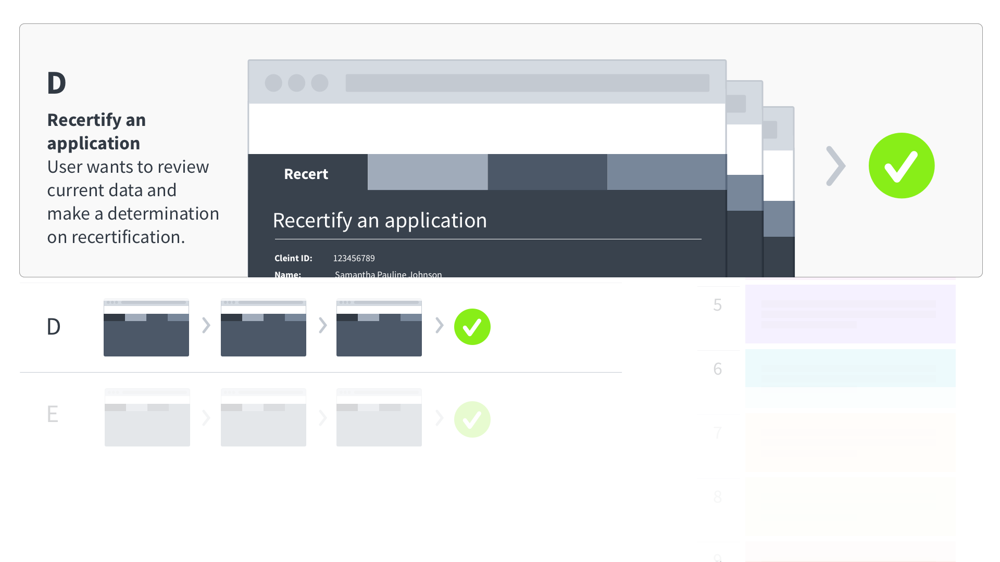 D
Recertify an
application
User wants to review
current data and
make a determination
on recertification.
Recert
Recertify an application
Cleint ID: 123456789
Name: Samantha Pauline Johnson
D
E
5
6
7
8
9